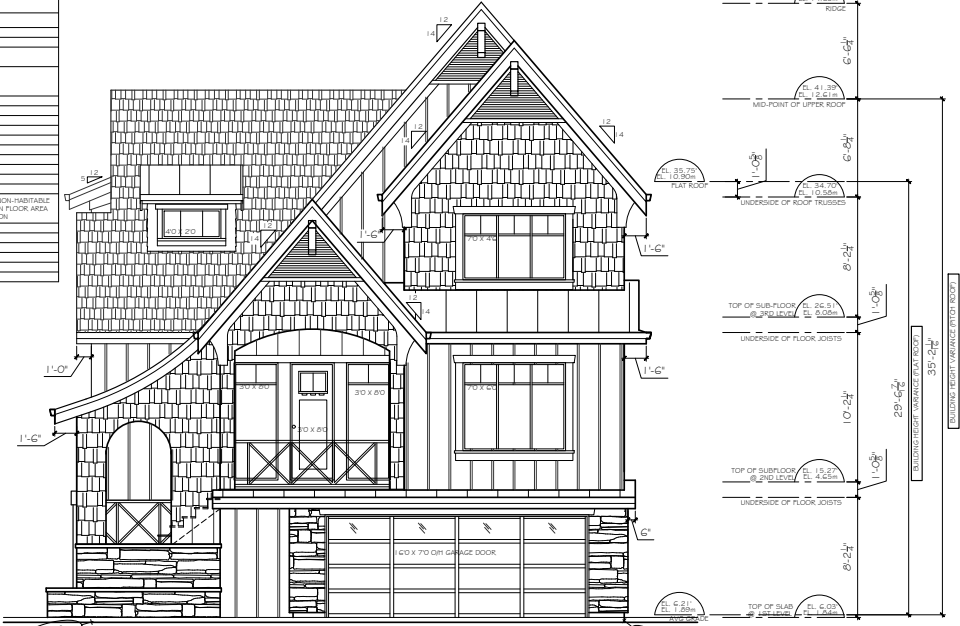 RIDGE
6'-6¼"
EL. 41.39'
EL. 12.61m
MID-POINT OF UPPER ROOF
6'-8¼"
EL. 35.75'
EL. 10.90m
FLAT ROOF
EL. 34.70'
EL. 10.58m
UNDERSIDE OF ROOF TRUSSES
8'-2¼"
TOP OF SUB-FLOOR
@ 3RD LEVEL
EL. 26.51'
EL. 8.08m
UNDERSIDE OF FLOOR JOISTS
10'-2¼"
TOP OF SUBFLOOR
@ 2ND LEVEL
EL. 15.27'
EL. 4.65m
UNDERSIDE OF FLOOR JOISTS
8'-2¼"
EL. 6.21'
EL. 1.89m
AVG GRADE
TOP OF SLAB
@ 1ST LEVEL
EL. 6.03'
EL. 1.84m
BUILDING HEIGHT VARIANCE (FLAT ROOF)
BUILDING HEIGHT VARIANCE (PITCH ROOF)
NON-HABITABLE
FLOOR AREA
12
14
12
14
12
14
12
5
12
14
12
14
4'0 X 2'0
7'0 X 4'0
1'-6"
1'-6"
1'-0"
1'-6"
1'-6"
3'0 X 8'0
3'0 X 8'0
3'0 X 8'0
7'0 X 6'0
6"
16'0 X 7'0 O/H GARAGE DOOR